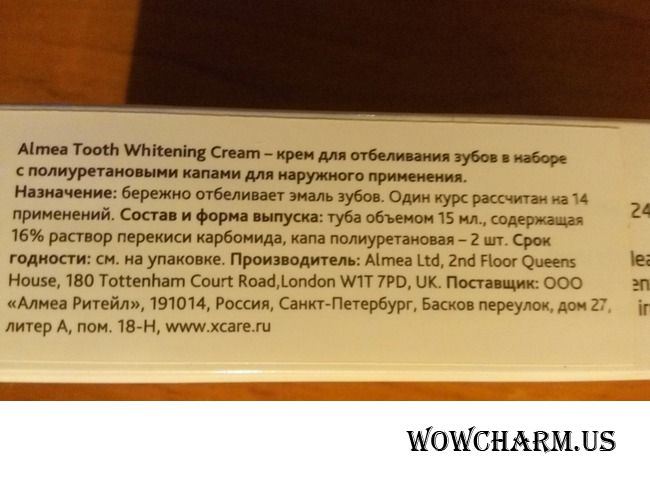 Almea Tooth Whitening Cream – крем для отбеливания зубов в наборе
с полиуретановыми капами для наружного применения.
Назначение: бережно отбеливает эмаль зубов. Один курс рассчитан на 14
применений. Состав и форма выпуска: туба объемом 15 мл., содержащая
16% раствор перекиси карбомида, капа полиуретановая – 2 шт. Срок
годности: см. на упаковке. Производитель: Almea Ltd, 2nd Floor Queens
House, 180 Tottenham Court Road,London W1T 7PD, UK. Поставщик: ООО
«Алмеа Ритейл», 191014, Россия, Санкт-Петербург, Басков переулок, дом 27,
литер А, пом. 18-Н, www.xcare.ru
24
WOWCHARM.US